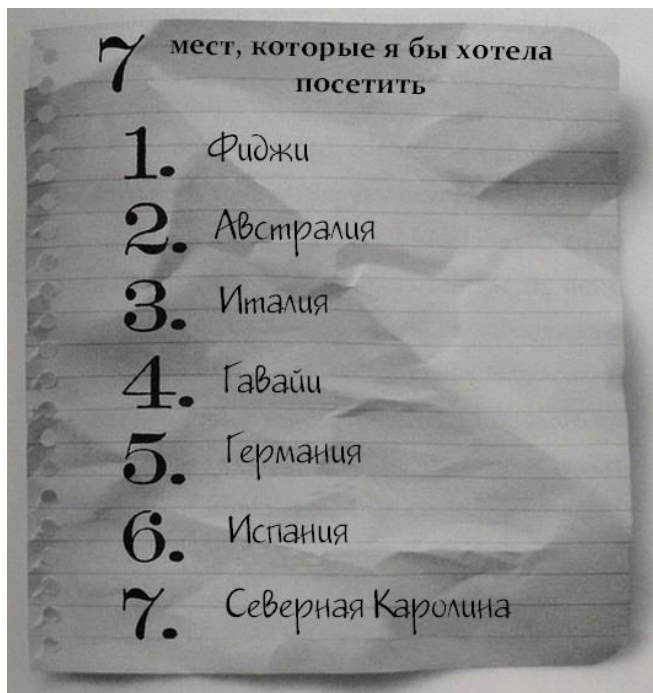 7 мест, которые я бы хотела
посетить
1. Фиджи
2. Австралия
3. Италия
4. Гавайи
5. Германия
6. Испания
7. Северная Каролина